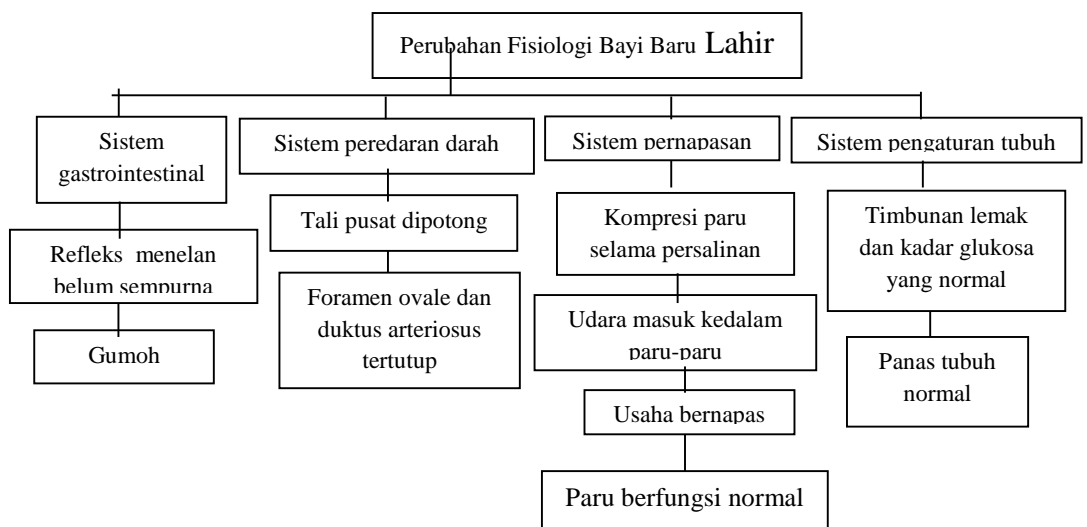 Perubahan Fisiologi Bayi Baru Lahir
Sistem
gastrointestinal
Sistem peredaran darah
Sistem pernapasan
Sistem pengaturan tubuh
Refleks menelan
belum sempurna
Tali pusat dipotong
Kompresi paru
selama persalinan
Timbunan lemak
dan kadar glukosa
yang normal
Gumoh
Foramen ovale dan
duktus arteriosus
tertutup
Udara masuk kedalam
paru-paru
Panas tubuh
normal
Usaha bernapas
Paru berfungsi normal